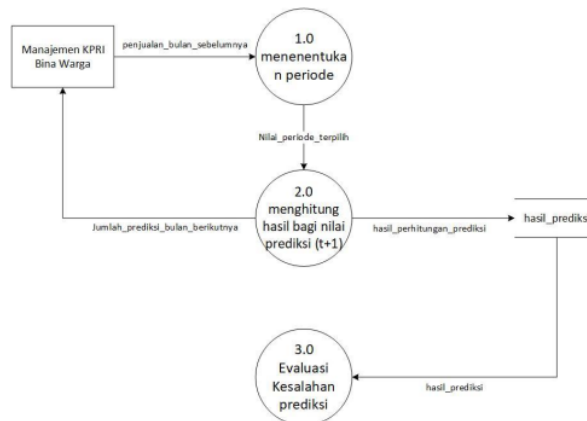 Manajemen KPRI
Bina Warga
penjualan_bulan_sebelumnya
1.0
menenentuka
n periode
Nilai_periode_terpilih
2.0
menghitung
hasil bagi nilai
prediksi (t+1)
Jumlah_prediksi_bulan_berikutnya
hasil_perhitungan_prediksi
hasil_prediks
3.0
Evaluasi
Kesalahan
prediksi
hasil_prediksi